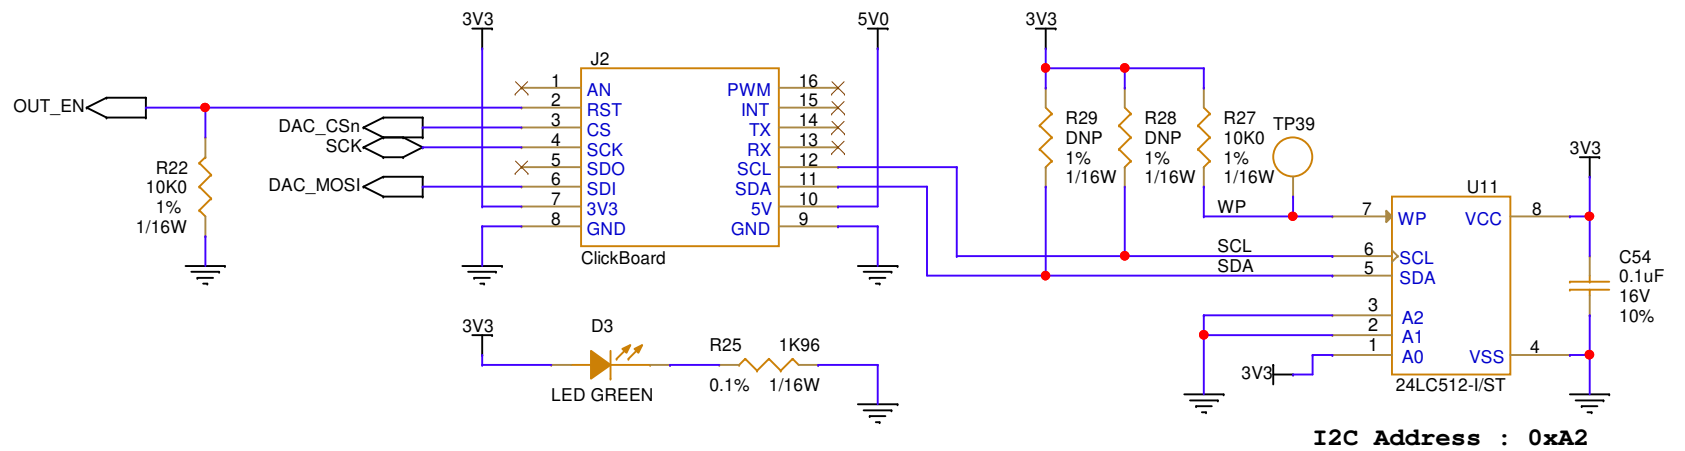 3V3
5V0
3V3
J2
1 AN PWM 16
OUT_EN 2 RST INT 15
DAC_CSn 3 CS TX 14
SCK 4 SCK RX 13
5 SDO SCL 12
DAC_MOSI 6 SDI SDA 11
7 3V3 5V 10
8 GND GND 9
ClickBoard
R22
10K0
1%
1/16W
R29
DNP
1%
1/16W
R28
DNP
1%
1/16W
R27
10K0
1%
1/16W
TP39
3V3
U11
WP 7 WP VCC 8
SCL 6 SCL
SDA 5 SDA
3 A2
2 A1
3V3 1 A0 VSS 4
24LC512-I/ST
C54
0.1uF
16V
10%
3V3
D3
LED GREEN
R25 1K96
0.1% 1/16W
I2C Address : 0xA2